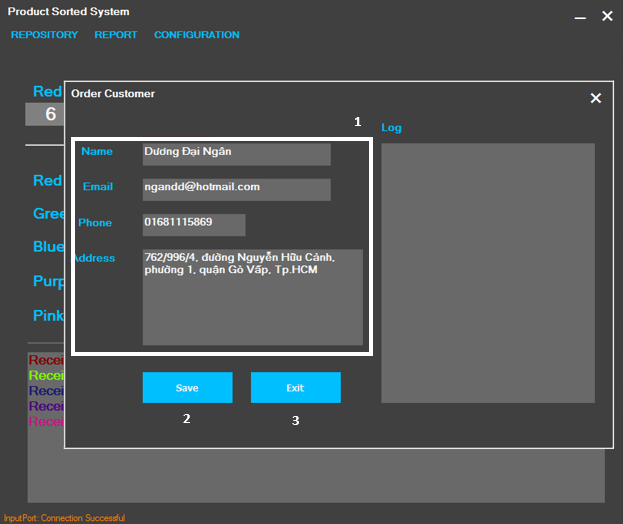 Product Sorted System
REPOSITORY REPORT CONFIGURATION
Red
6
Order Customer
1
Log
Name Dương Đại Ngân
Email ngandd@hotmail.com
Phone 01681115869
Address 762/996/4, đường Nguyễn Hữu Cảnh,
phường 1, quận Gò Vấp, Tp.HCM
Red
Gree
Blue
Purp
Pink
Save Exit
2 3
Recei
Recei
Recei
Recei
Recei
InputPort: Connection Successful